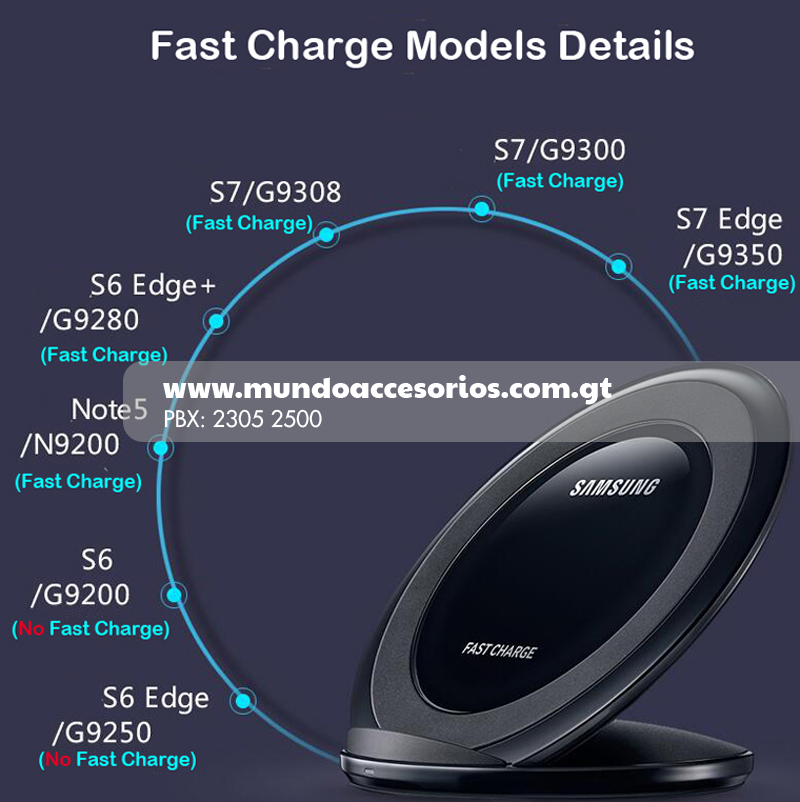 Fast Charge Models Details
S7/G9300
(Fast Charge)
S7/G9308
(Fast Charge)
S7 Edge
/G9350
(Fast Charge)
S6 Edge+
/G9280
(Fast Charge)
www.mundoaccesorios.com.gt
PBX: 2305 2500
Note5
/N9200
(Fast Charge)
SAMSUNG
S6
/G9200
(No Fast Charge)
FAST CHARGE
S6 Edge
/G9250
(No Fast Charge)